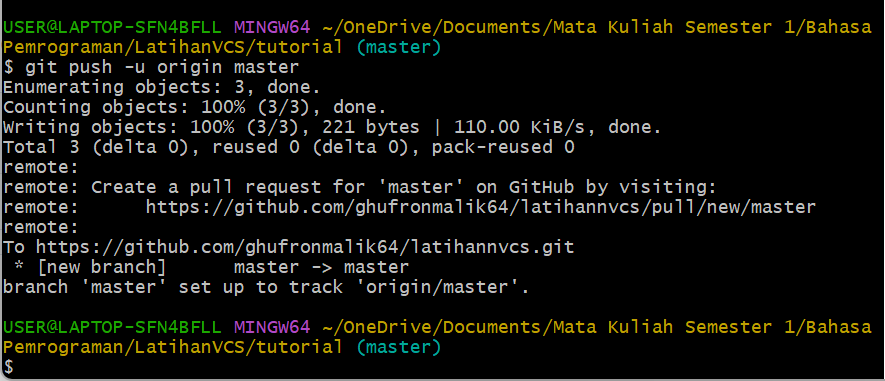 USER@LAPTOP-SFN4BFLL MINGW64 ~/OneDrive/Documents/Mata Kuliah Semester 1/Bahasa
Pemrograman/LatihanVCS/tutorial (master)
$ git push -u origin master
Enumerating objects: 3, done.
Counting objects: 100% (3/3), done.
Writing objects: 100% (3/3), 221 bytes | 110.00 KiB/s, done.
Total 3 (delta 0), reused 0 (delta 0), pack-reused 0
remote:
remote: Create a pull request for 'master' on GitHub by visiting:
remote:      https://github.com/ghufronmalik64/latihannvcs/pull/new/master
remote:
To https://github.com/ghufronmalik64/latihannvcs.git
 * [new branch]      master -> master
branch 'master' set up to track 'origin/master'.
USER@LAPTOP-SFN4BFLL MINGW64 ~/OneDrive/Documents/Mata Kuliah Semester 1/Bahasa
Pemrograman/LatihanVCS/tutorial (master)
$